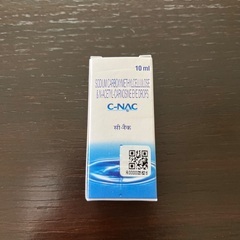 10 ml
SODIUM CARBOXYMETHYLCELLULOSE
& N-ACETYL-CARNOSINE EYE DROPS
C-NAC
सी-नैक